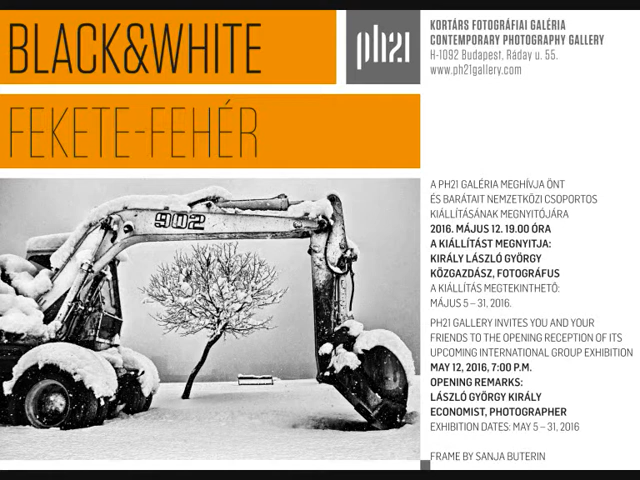 BLACK&WHITE
ph21
KORTÁRS FOTOGRÁFIAI GALÉRIA
CONTEMPORARY PHOTOGRAPHY GALLERY
H-1092 Budapest, Ráday u. 55.
www.ph21gallery.com
FEKETE-FEHÉR
902
A PH21 GALÉRIA MEGHÍVJA ÖNT
ÉS BARÁTAIT NEMZETKÖZI CSOPORTOS
KIÁLLÍTÁSÁNAK MEGNYITÓJÁRA
2016. MÁJUS 12. 19.00 ÓRA
A KIÁLLÍTÁST MEGNYITJA:
KIRÁLY LÁSZLÓ GYÖRGY
KÖZGAZDÁSZ, FOTOGRÁFUS
A KIÁLLÍTÁS MEGTEKINTHETŐ:
MÁJUS 5 – 31, 2016.
PH21 GALLERY INVITES YOU AND YOUR
FRIENDS TO THE OPENING RECEPTION OF ITS
UPCOMING INTERNATIONAL GROUP EXHIBITION
MAY 12, 2016, 7:00 P.M.
OPENING REMARKS:
LÁSZLÓ GYÖRGY KIRÁLY
ECONOMIST, PHOTOGRAPHER
EXHIBITION DATES: MAY 5 – 31, 2016
FRAME BY SANJA BUTERIN